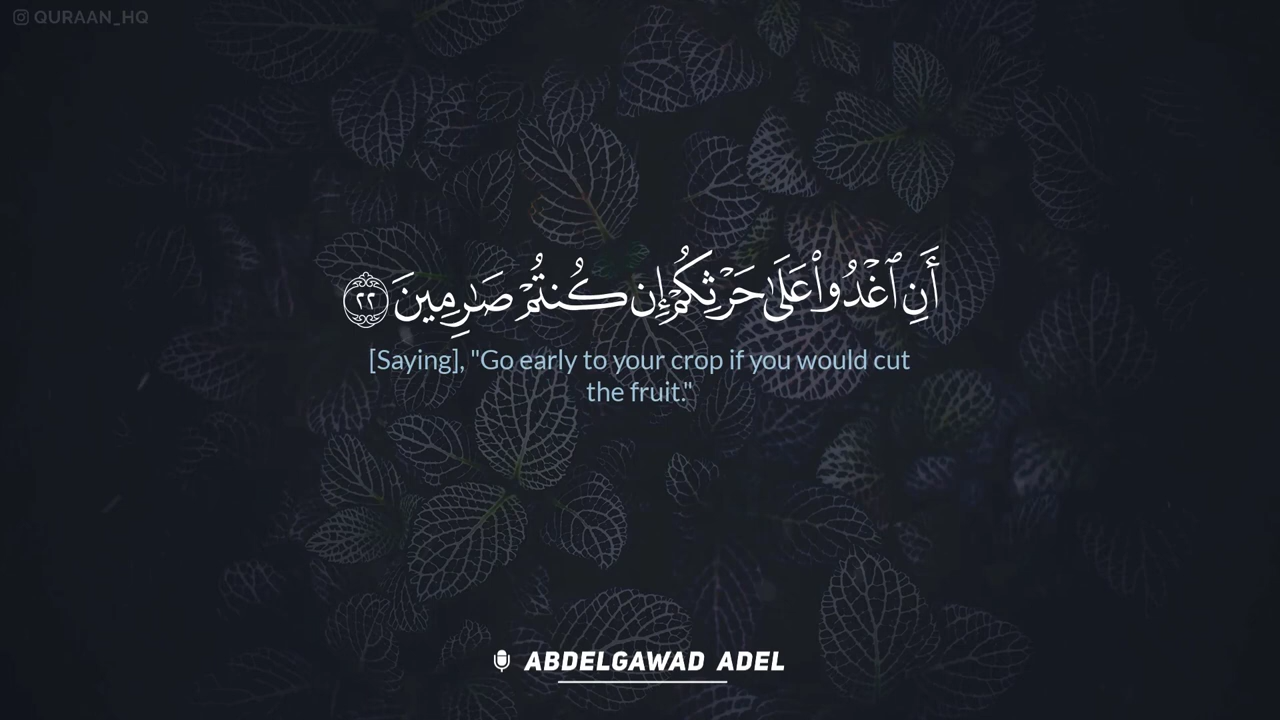 QURAAN_HQ
أَنِ ٱغْدُوا۟ عَلَىٰ حَرْثِكُمْ إِن كُنتُمْ صَـٰرِمِينَ ٢٢
[Saying], "Go early to your crop if you would cut
the fruit."
ABDELGAWAD ADEL